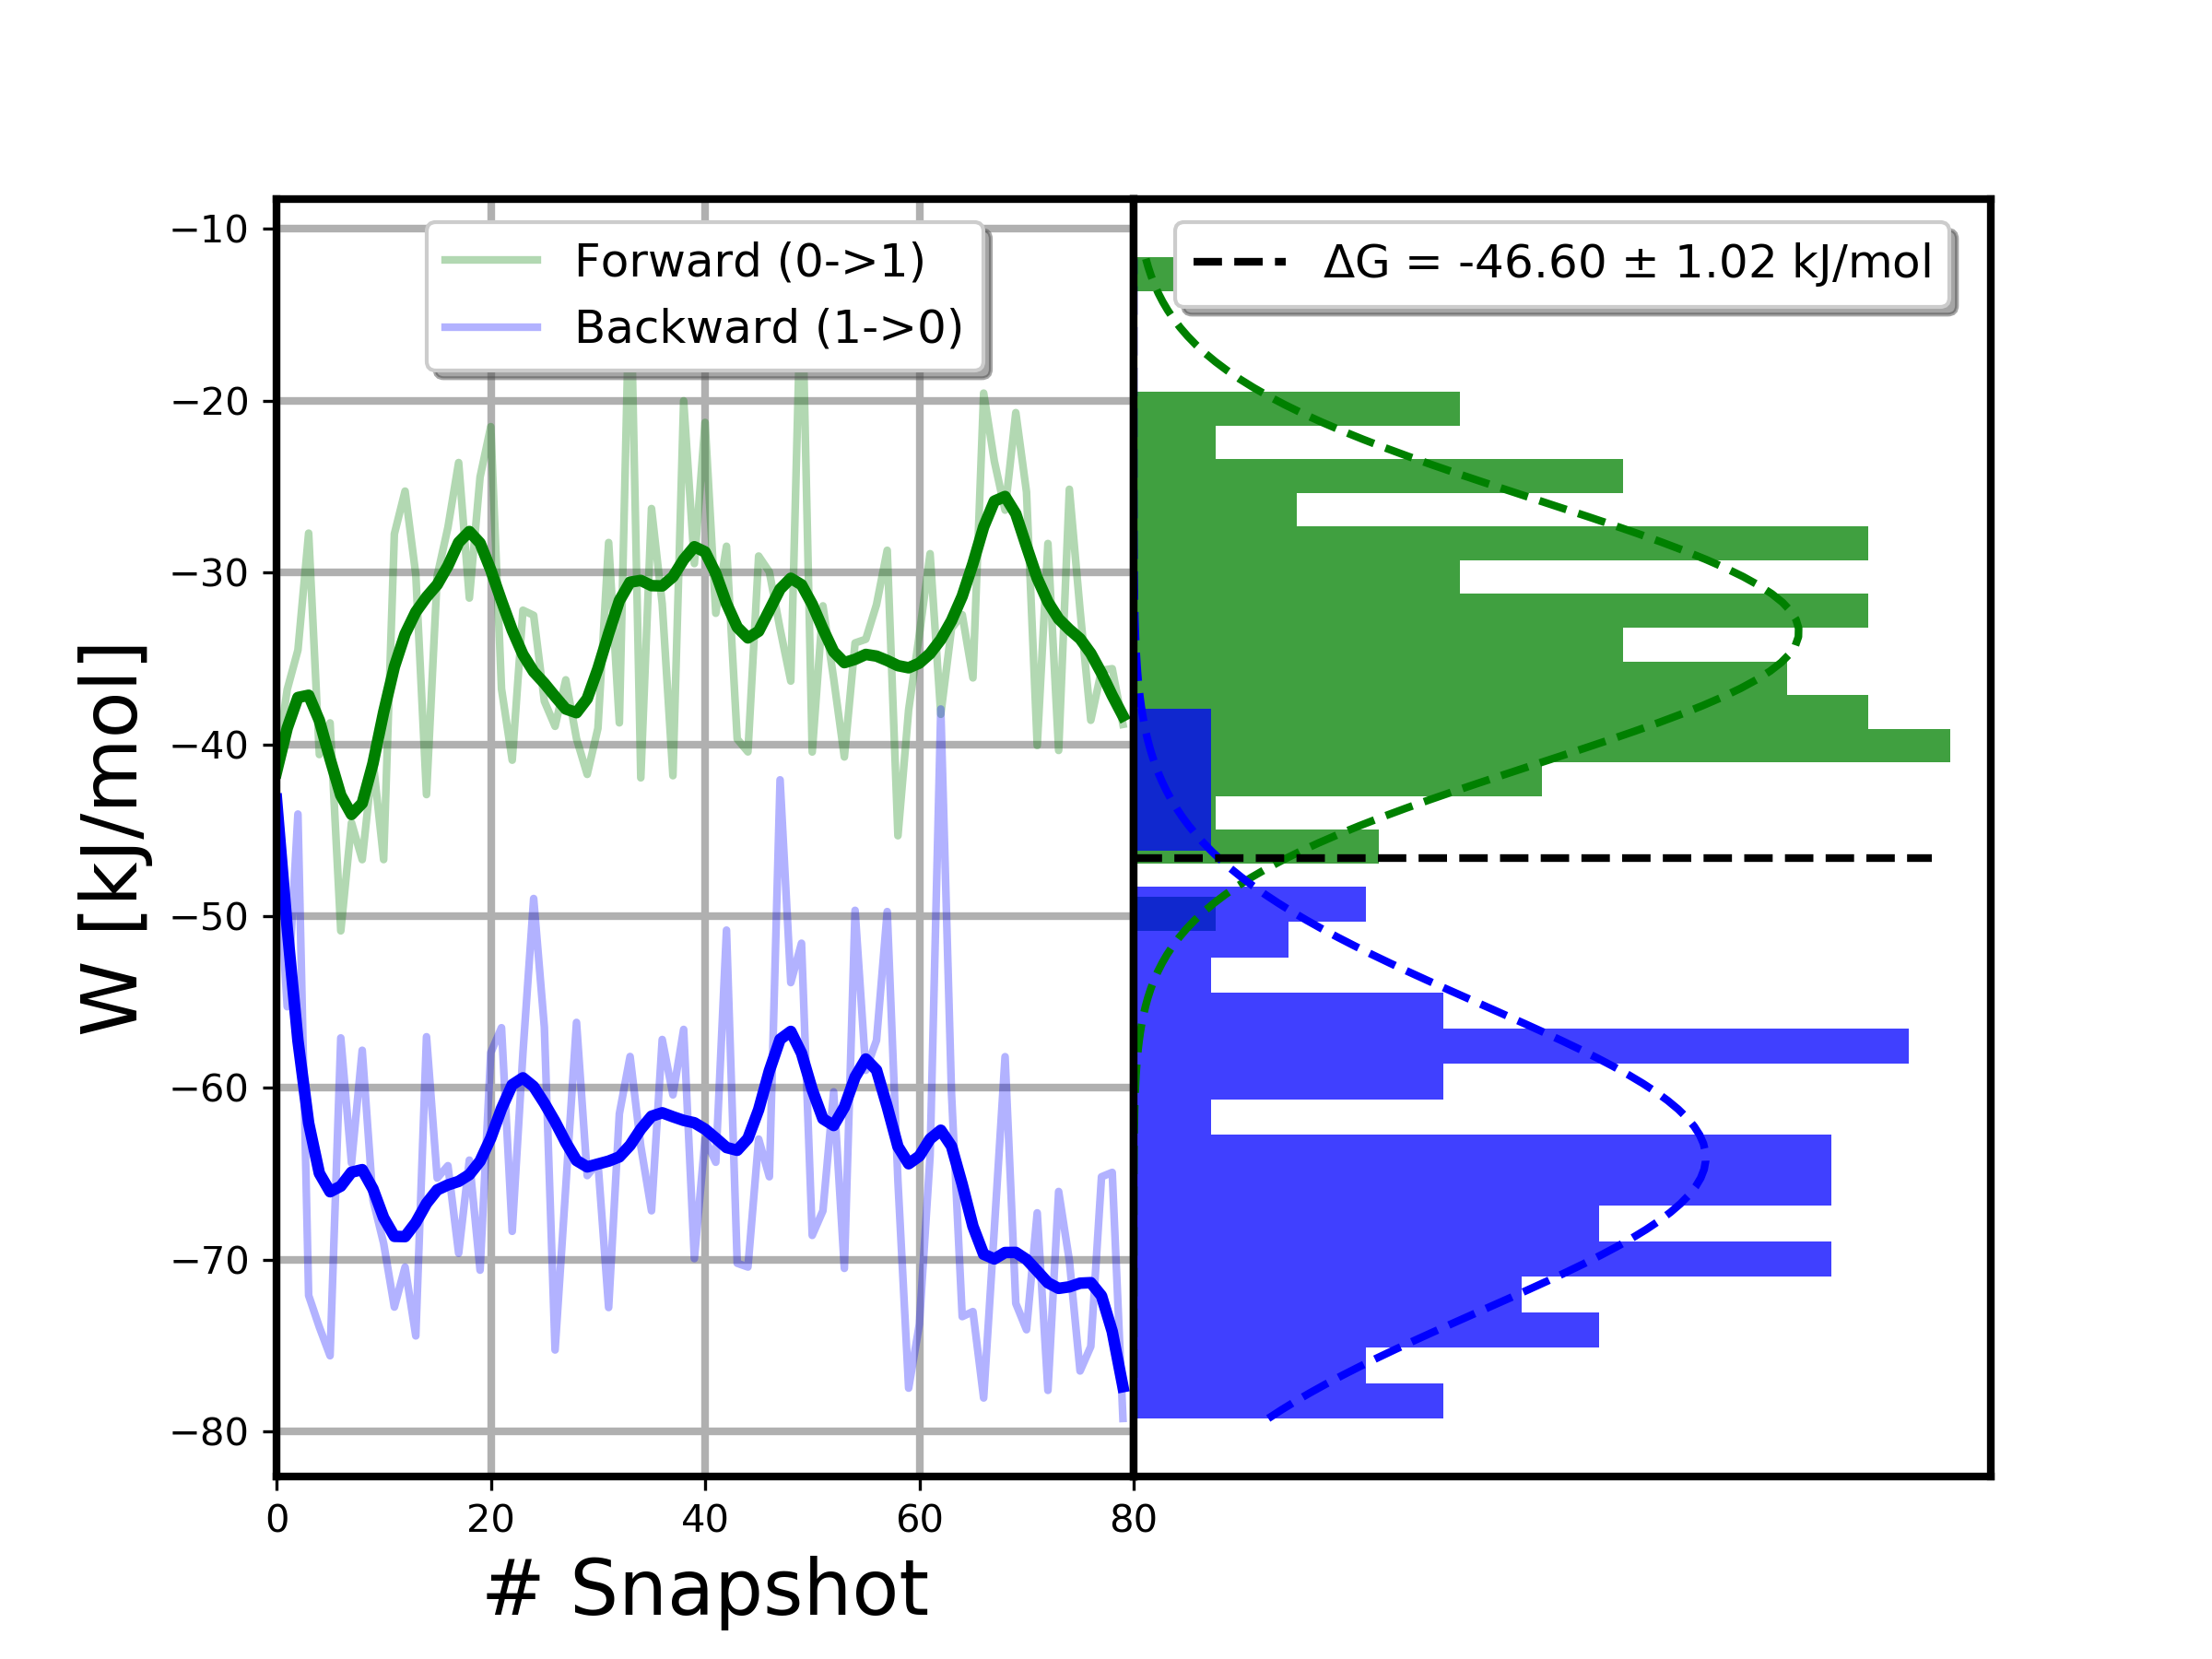 Forward (0->1)
Backward (1->0)
ΔG = -46.60 ± 1.02 kJ/mol
−10
−20
−30
−40
−50
−60
−70
−80
W [kJ/mol]
0
20
40
60
80
# Snapshot